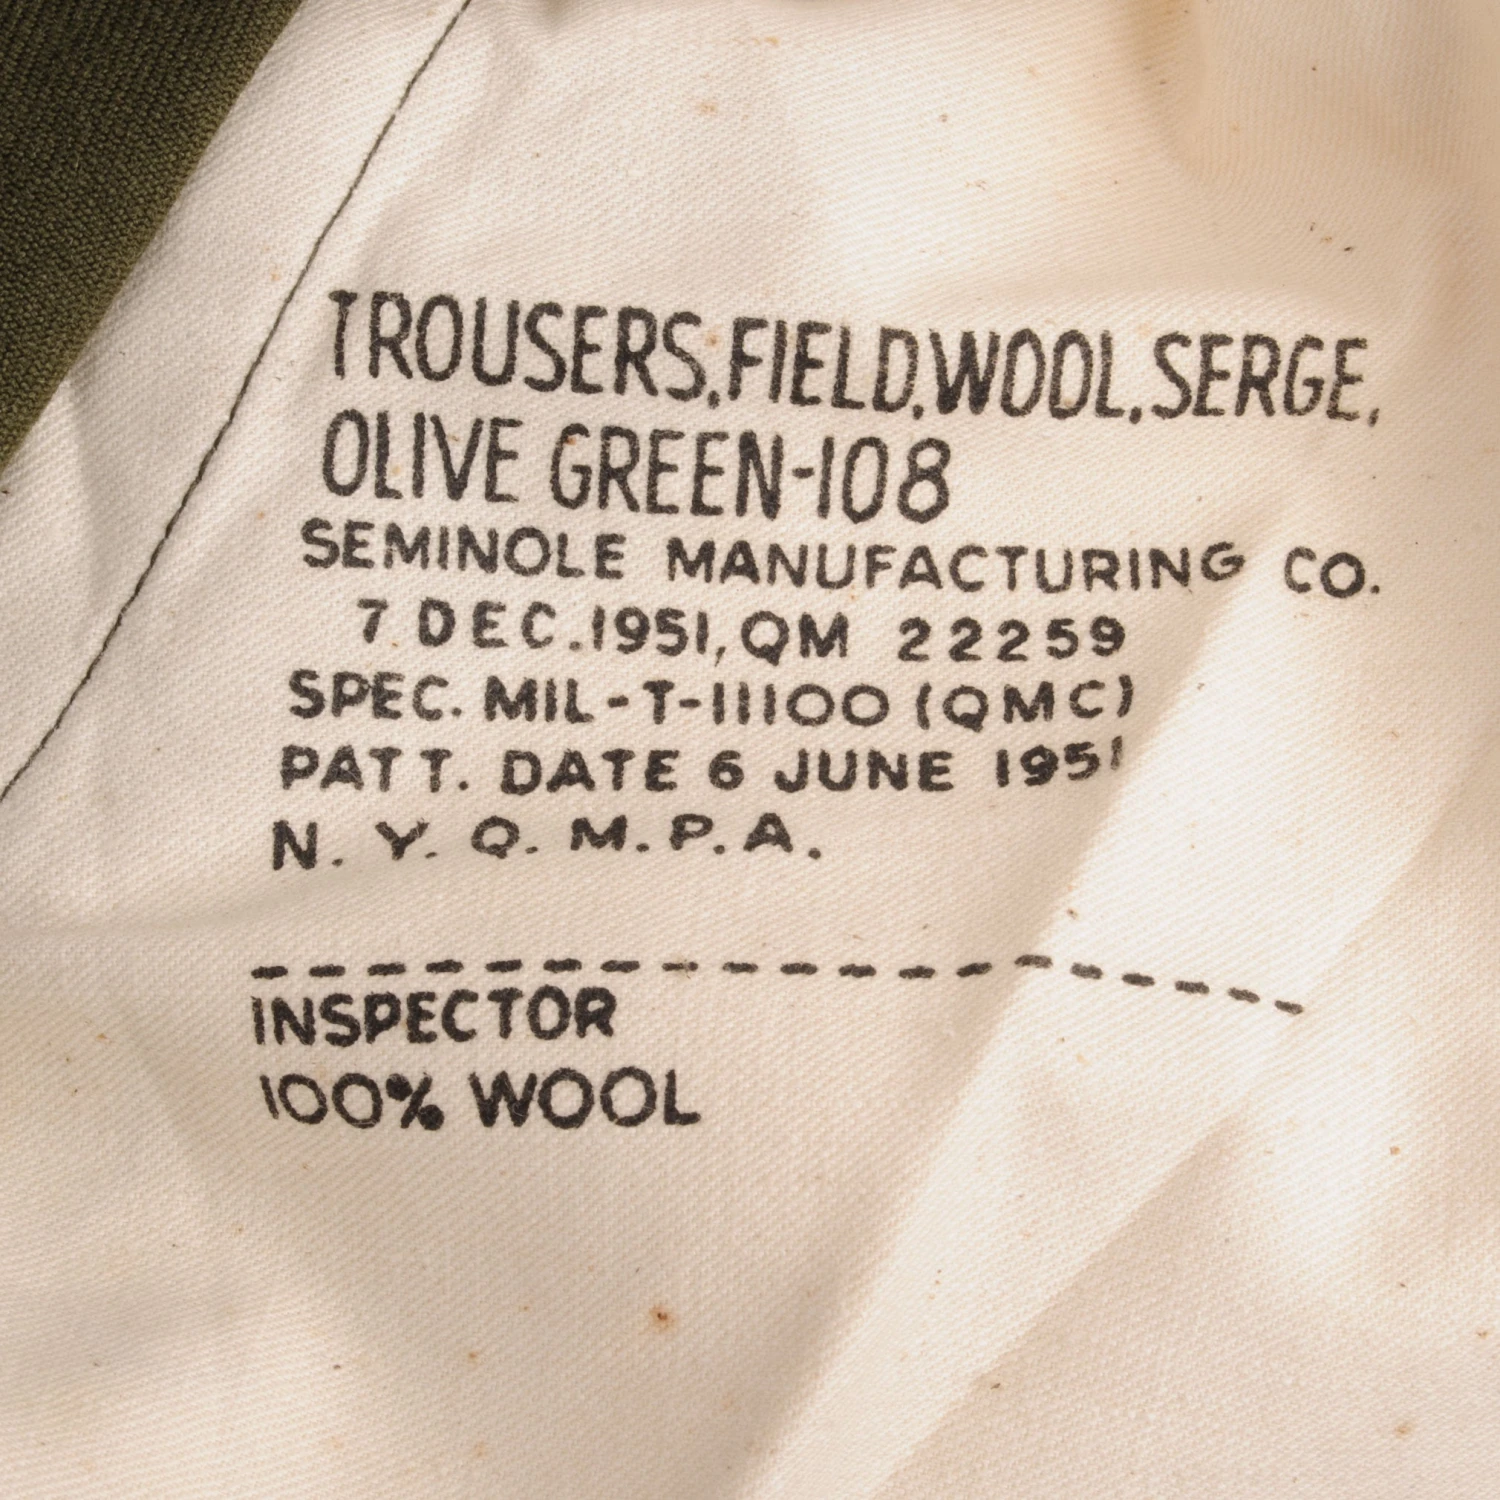 TROUSERS,FIELD,WOOL,SERGE,
OLIVE GREEN-108
SEMINOLE MANUFACTURING CO.
7 DEC.1951, QM 22259
SPEC. MIL-T-11100 (QMC)
PATT. DATE 6 JUNE 1951
N. Y. Q. M. P. A.
------------------
INSPECTOR
100% WOOL